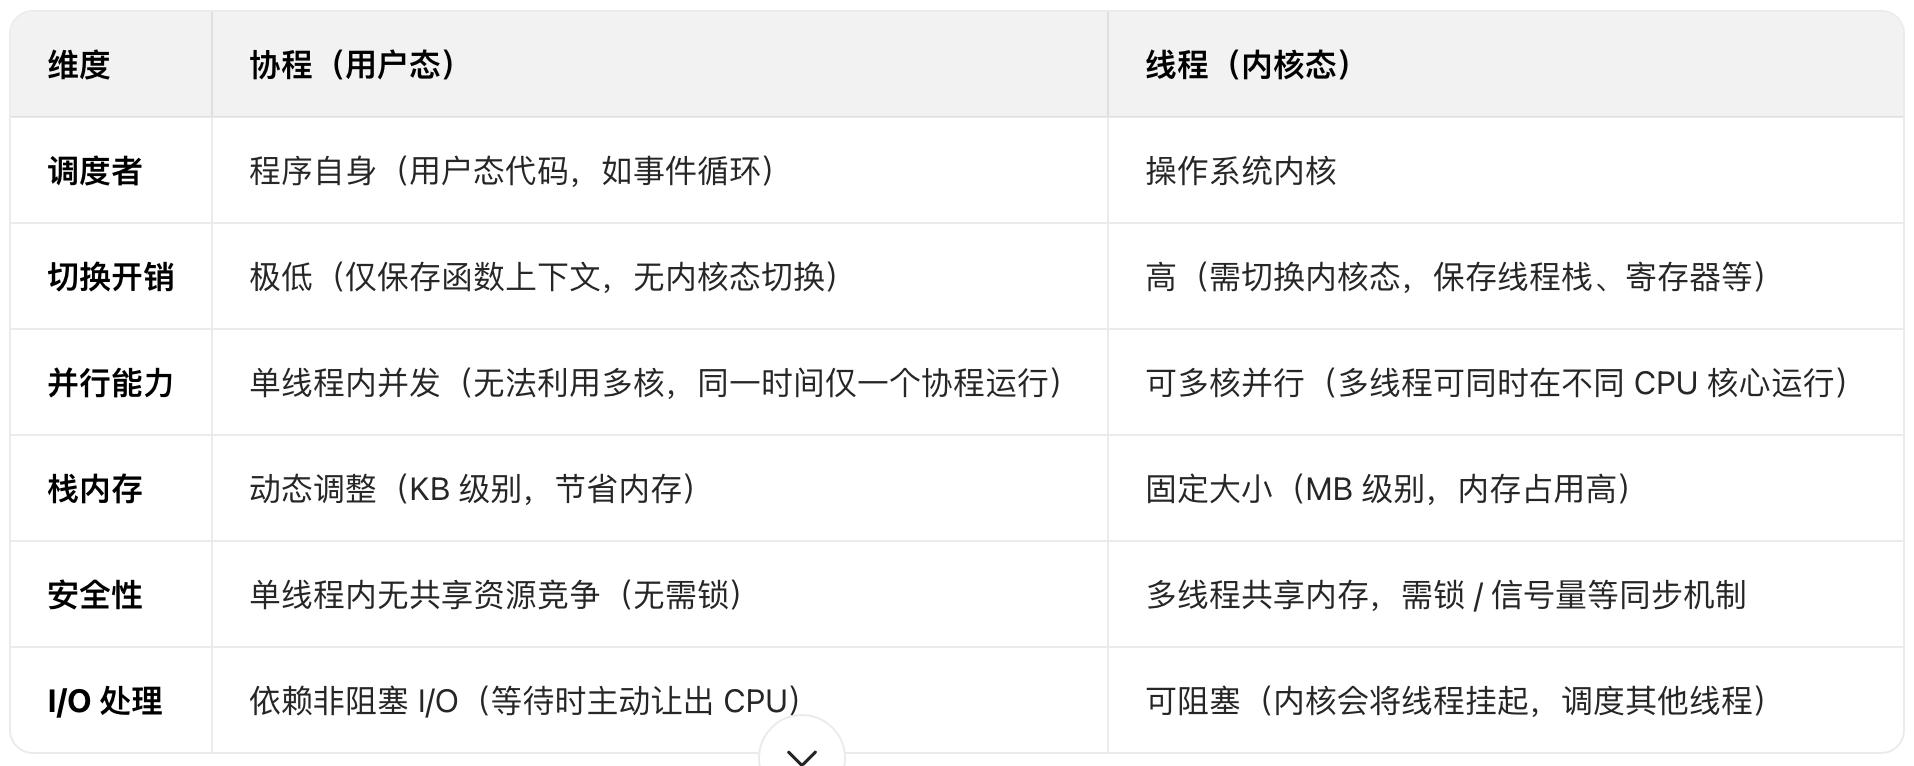 维度 协程（用户态） 线程（内核态）
调度者 程序自身（用户态代码，如事件循环） 操作系统内核
切换开销 极低（仅保存函数上下文，无内核态切换） 高（需切换内核态，保存线程栈、寄存器等）
并行能力 单线程内并发（无法利用多核，同一时间仅一个协程运行） 可多核并行（多线程可同时在不同 CPU 核心运行）
栈内存 动态调整（KB 级别，节省内存） 固定大小（MB 级别，内存占用高）
安全性 单线程内无共享资源竞争（无需锁） 多线程共享内存，需锁 / 信号量等同步机制
I/O 处理 依赖非阻塞 I/O（等待时主动让出 CPU） 可阻塞（内核会将线程挂起，调度其他线程）